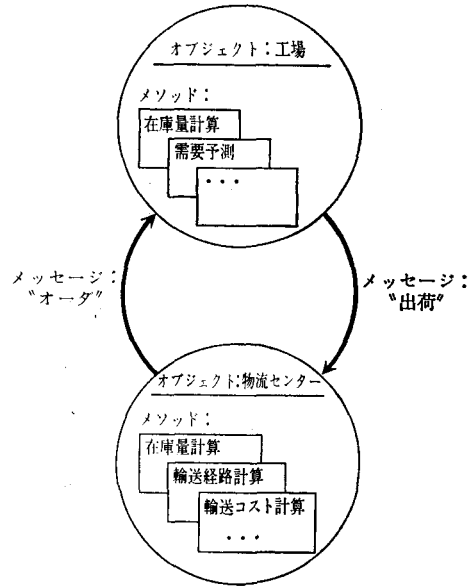 オブジェクト:工場
メソッド:
在庫量計算
需要予測
・・・
メッセージ:
〝オーダ〟
メッセージ:
〝出荷〟
オブジェクト:物流センター
メソッド:
在庫量計算
輸送経路計算
輸送コスト計算
・・・